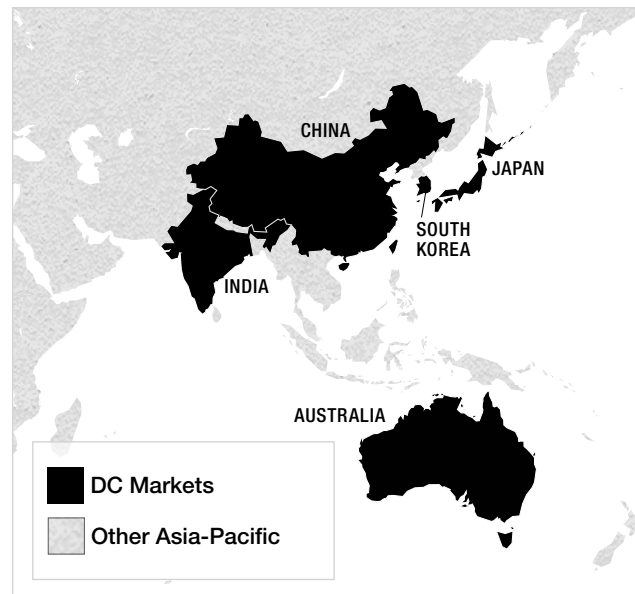 CHINA
JAPAN
SOUTH
KOREA
INDIA
AUSTRALIA
DC Markets
Other Asia-Pacific